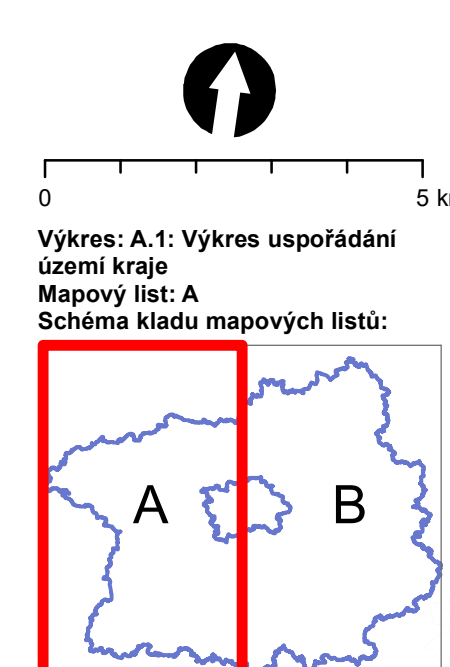 0 5 k
Výkres: A.1: Výkres uspořádání
území kraje
Mapový list: A
Schéma kladu mapových listů:
A B